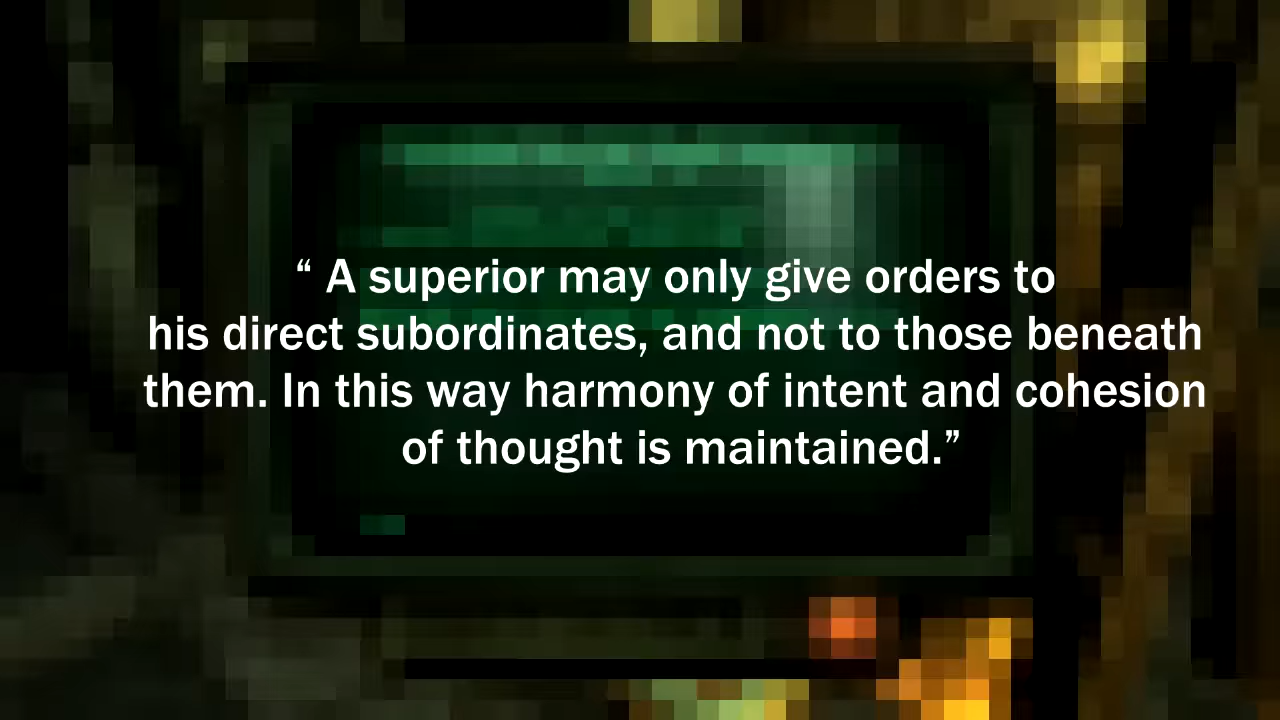 “ A superior may only give orders to
his direct subordinates, and not to those beneath
them. In this way harmony of intent and cohesion
of thought is maintained.”